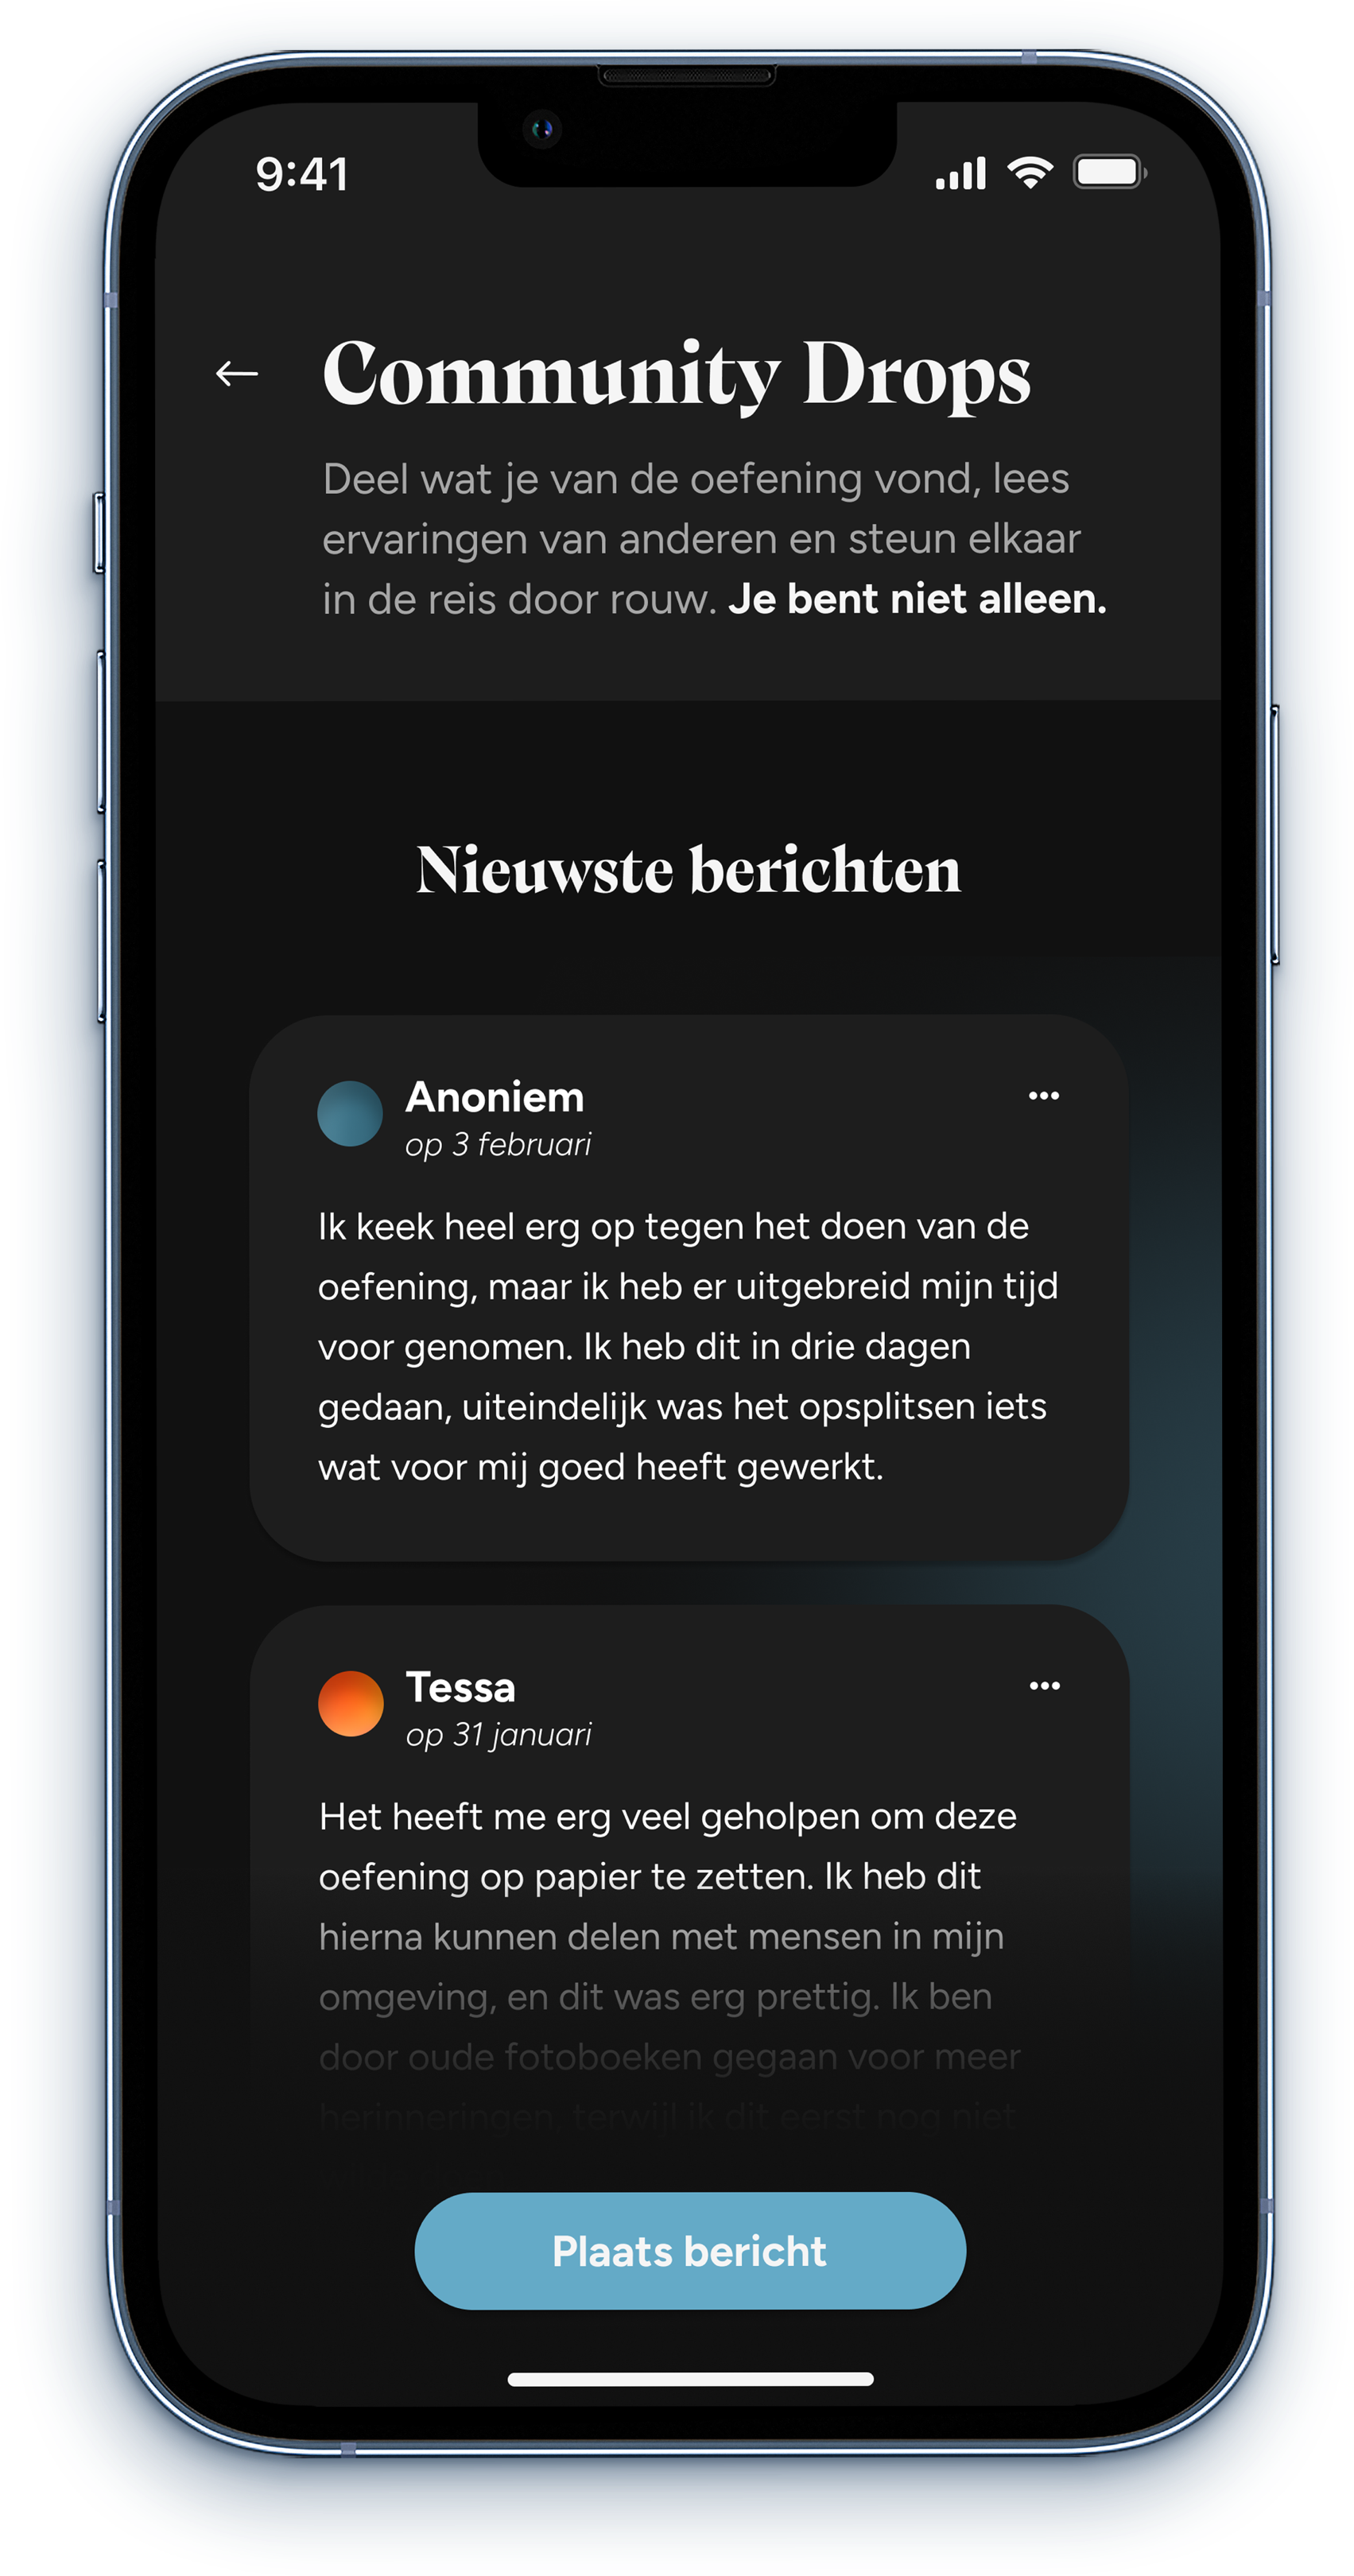 9:41
Community Drops
Deel wat je van de oefening vond, lees
ervaringen van anderen en steun elkaar
in de reis door rouw. Je bent niet alleen.
Nieuwste berichten
Anoniem
op 3 februari
Ik keek heel erg op tegen het doen van de
oefening, maar ik heb er uitgebreid mijn tijd
voor genomen. Ik heb dit in drie dagen
gedaan, uiteindelijk was het opsplitsen iets
wat voor mij goed heeft gewerkt.
Tessa
op 31 januari
Het heeft me erg veel geholpen om deze
oefening op papier te zetten. Ik heb dit
hierna kunnen delen met mensen in mijn
omgeving, en dit was erg prettig. Ik ben
door oude fotoboeken gegaan voor meer
herinneringen, terwijl ik dit eerst nog niet
Plaats bericht